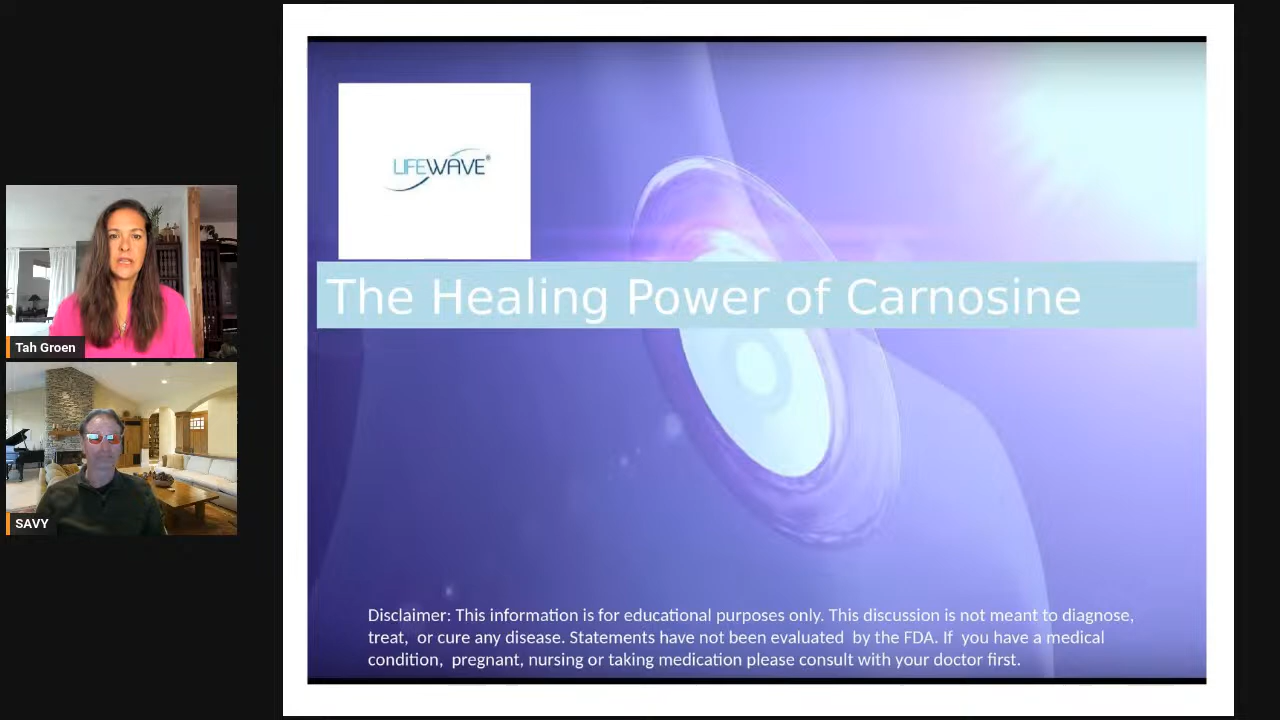 LIFEWAVE®
The Healing Power of Carnosine
Tah Groen
SAVY
Disclaimer: This information is for educational purposes only. This discussion is not meant to diagnose,
treat, or cure any disease. Statements have not been evaluated by the FDA. If you have a medical
condition, pregnant, nursing or taking medication please consult with your doctor first.